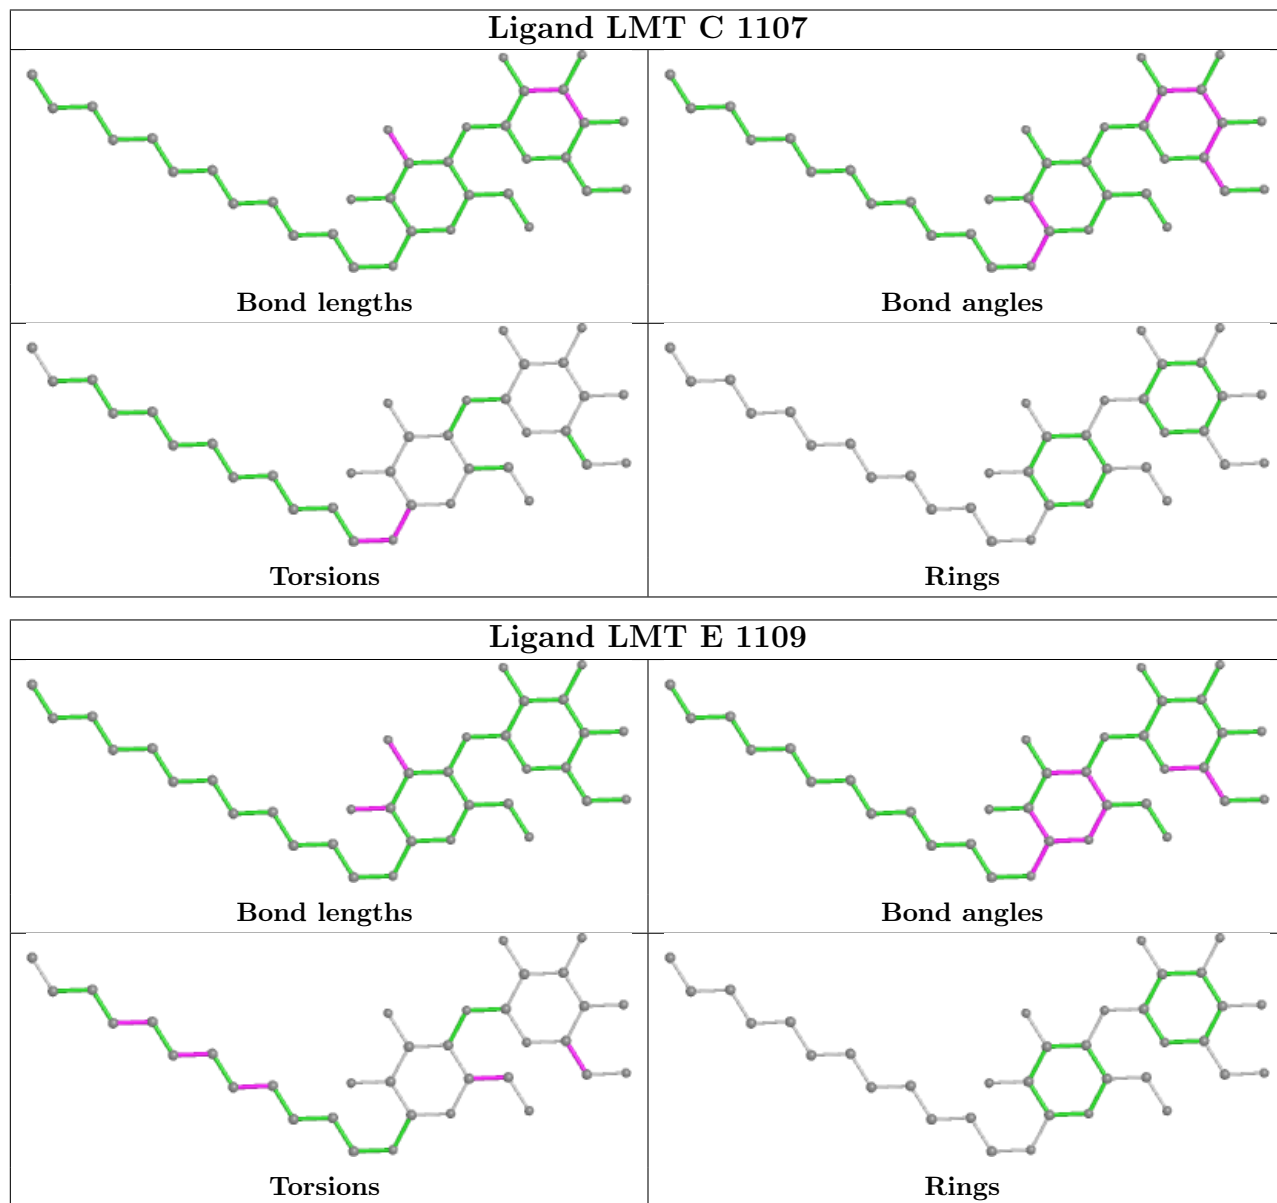 Ligand LMT C 1107
Bond lengths
Bond angles
Torsions
Rings
Ligand LMT E 1109
Bond lengths
Bond angles
Torsions
Rings